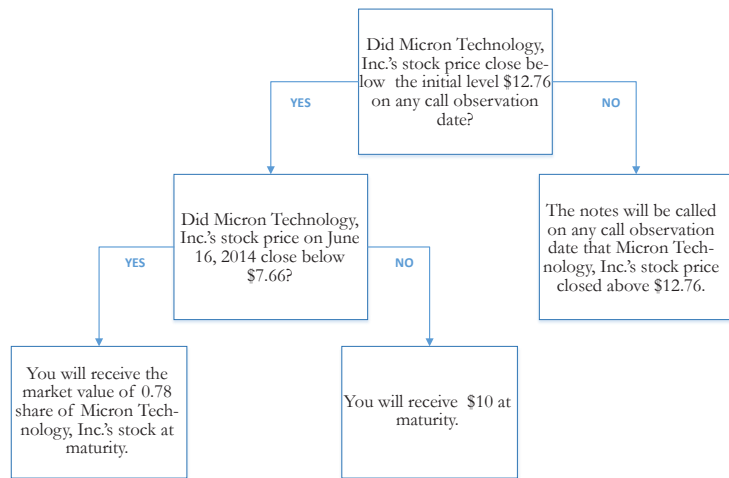 Did Micron Technology,
Inc.'s stock price close be-
low the initial level $12.76
on any call observation
date?
YES
NO
Did Micron Technology,
Inc.'s stock price on June
16, 2014 close below
$7.66?
The notes will be called
on any call observation
date that Micron Tech-
nology, Inc.'s stock price
closed above $12.76.
YES
NO
You will receive the
market value of 0.78
share of Micron Tech-
nology, Inc.'s stock at
maturity.
You will receive $10 at
maturity.